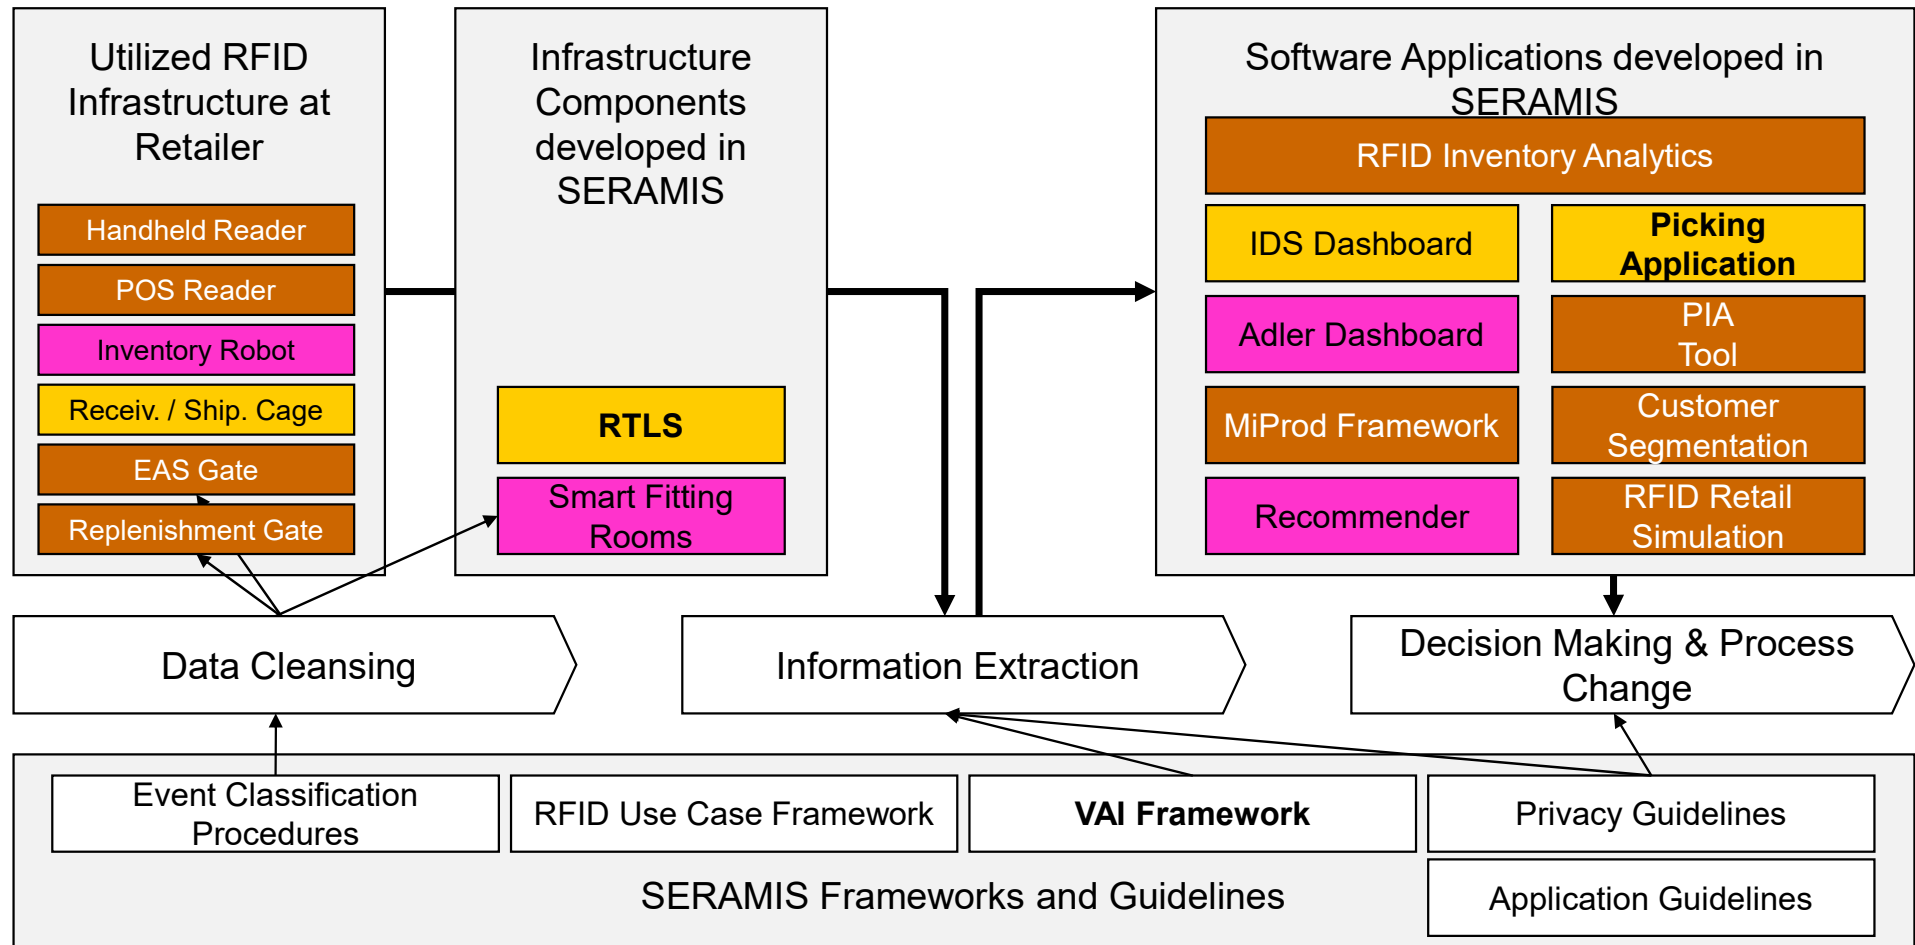 Utilized RFID
Infrastructure at
Retailer
Handheld Reader
POS Reader
Inventory Robot
Receiv. / Ship. Cage
EAS Gate
Replenishment Gate
Infrastructure
Components
developed in
SERAMIS
RTLS
Smart Fitting
Rooms
Software Applications developed in
SERAMIS
RFID Inventory Analytics
IDS Dashboard
Picking
Application
Adler Dashboard
PIA
Tool
MiProd Framework
Customer
Segmentation
Recommender
RFID Retail
Simulation
Data Cleansing
Information Extraction
Decision Making & Process
Change
Event Classification
Procedures
RFID Use Case Framework
VAI Framework
Privacy Guidelines
SERAMIS Frameworks and Guidelines
Application Guidelines